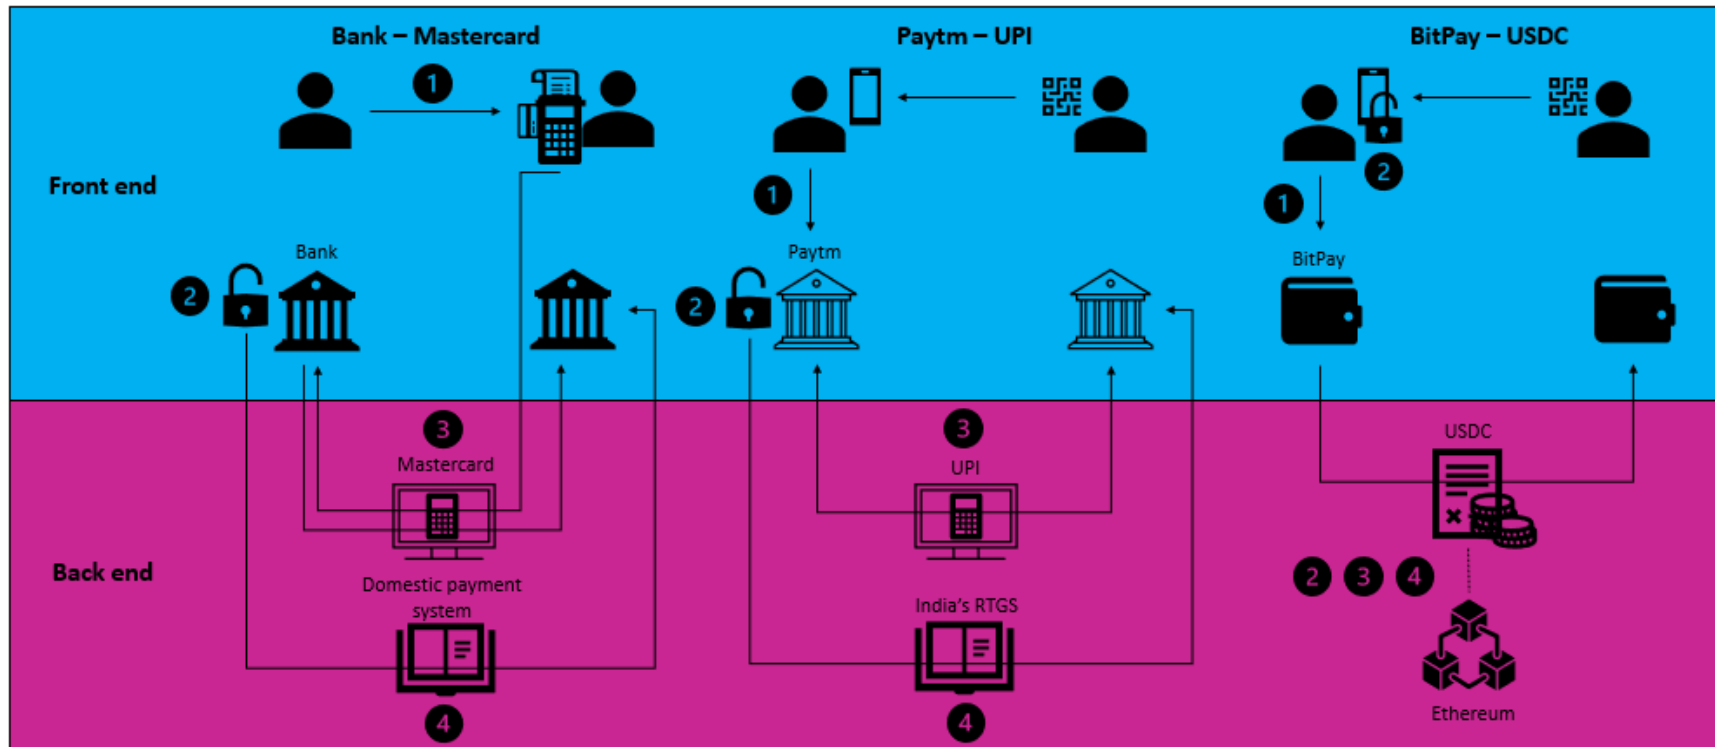 Bank – Mastercard
Paytm – UPI
BitPay – USDC
1
Front end
2
1
1
Bank
Paytm
BitPay
2
2
3
3
Mastercard
UPI
USDC
Back end
Domestic payment
system
India's RTGS
2 3 4
Ethereum
4
4